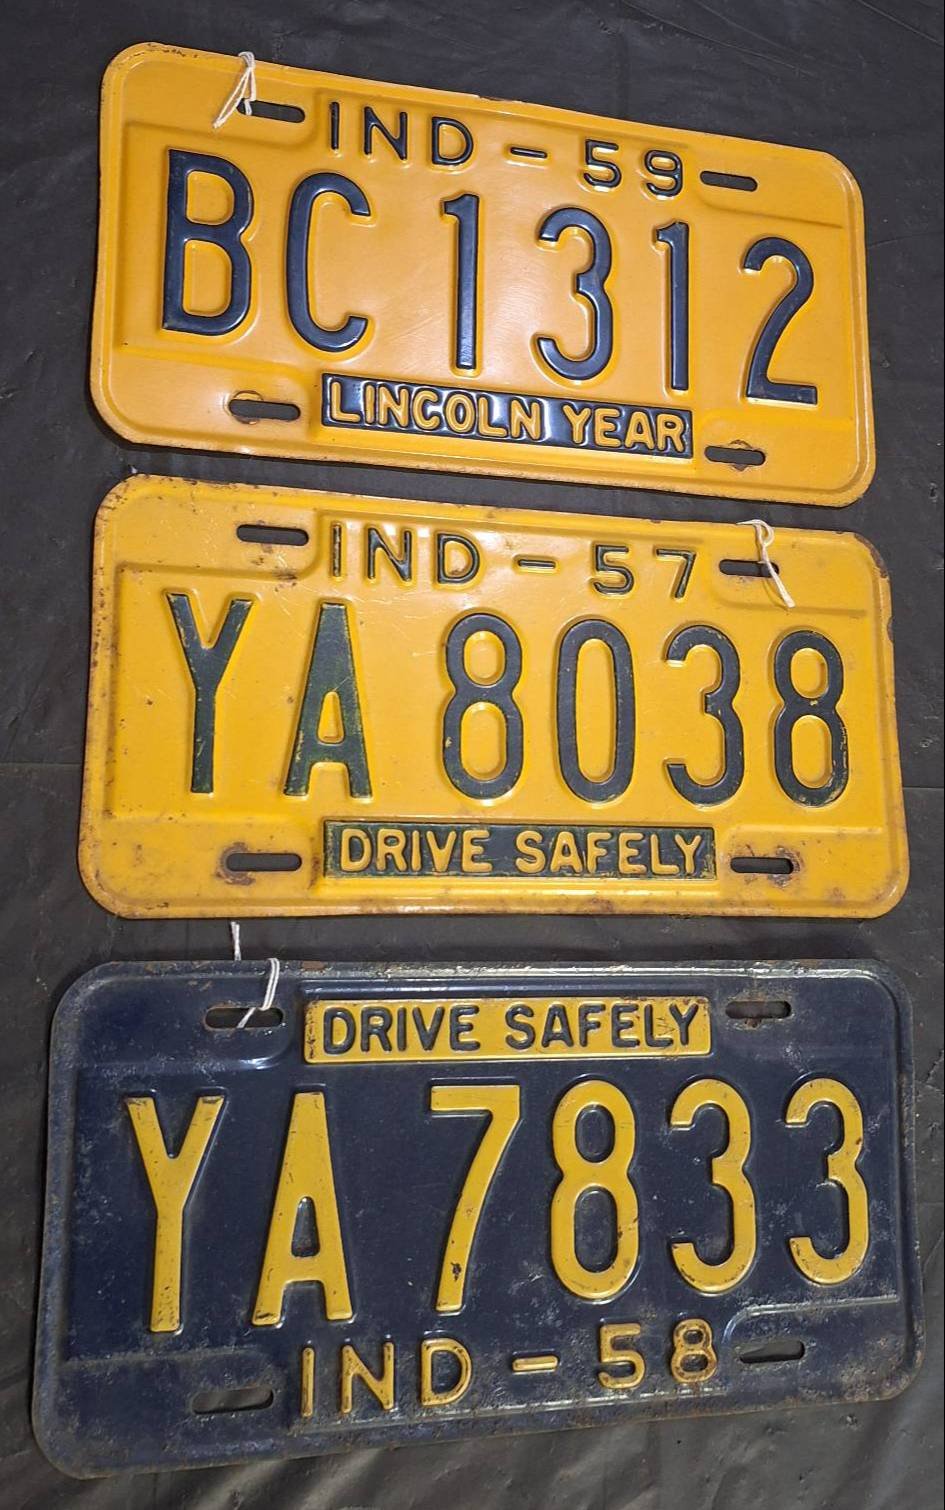 IND - 59
BC 1312
LINCOLN YEAR
IND - 57
YA 8038
DRIVE SAFELY
DRIVE SAFELY
YA 7833
IND - 58